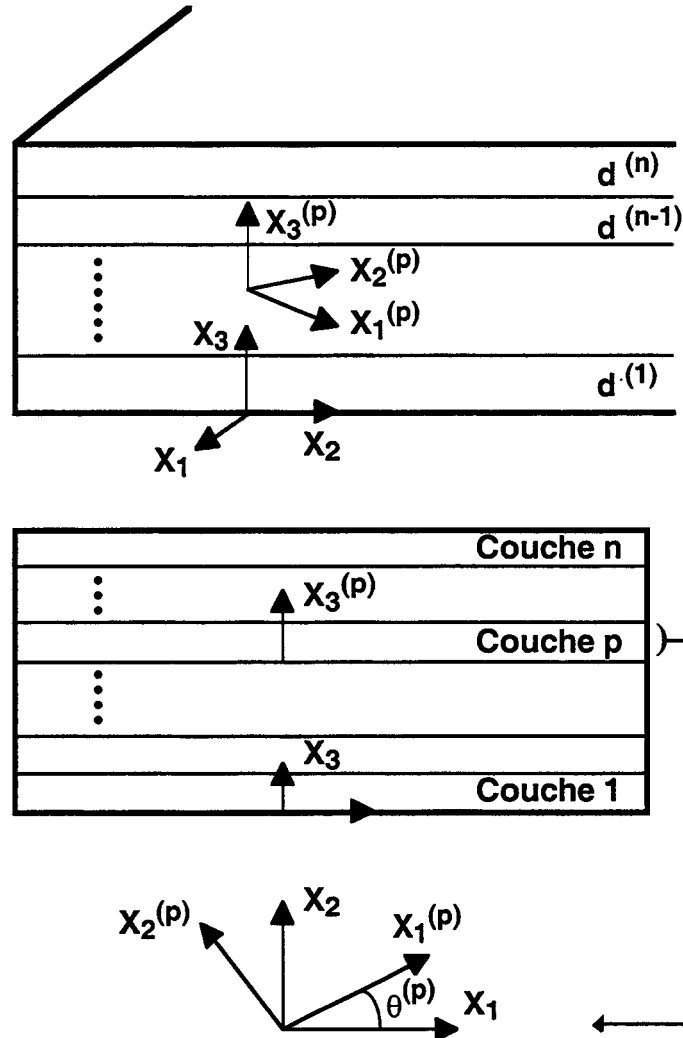 d (n)
X3(p)
d (n-1)
X2(p)
X1(p)
X3
d (1)
X1
X2
Couche n
X3(p)
Couche p
X3
Couche 1
X2(p)
X2
X1(p)
θ(p)
X1